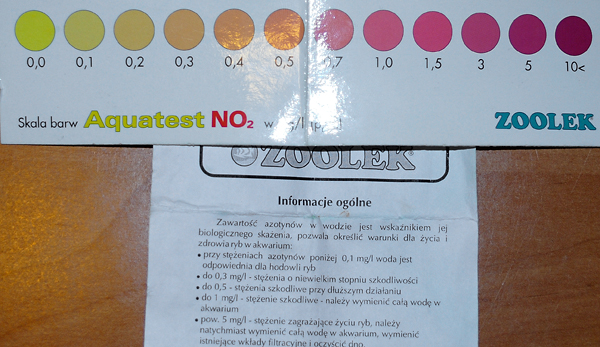 0,0 0,1 0,2 0,3 0,4 0,5 0,7 1,0 1,5 3 5 10<
Skala barw Aquatest NO₂ w mg/l ZOOLEK
ZOOLEK
Informacje ogólne
Zawartość azotynów w wodzie jest wskaźnikiem jej
biologicznego skażenia, pozwala określić warunki dla życia i
zdrowia ryb w akwarium:
• przy stężeniach azotynów poniżej 0,1 mg/l woda jest
odpowiednia dla hodowli ryb
• do 0,3 mg/l - stężenia o niewielkim stopniu szkodliwości
• do 0,5 - stężenia szkodliwe przy dłuższym działaniu
• do 1 mg/l - stężenie szkodliwe - należy wymienić całą wodę w
akwarium
• pow. 5 mg/l - stężenie zagrażające życiu ryb, należy
natychmiast wymienić całą wodę w akwarium, wymienić
istniejące wkłady filtracyjne i oczyścić dno